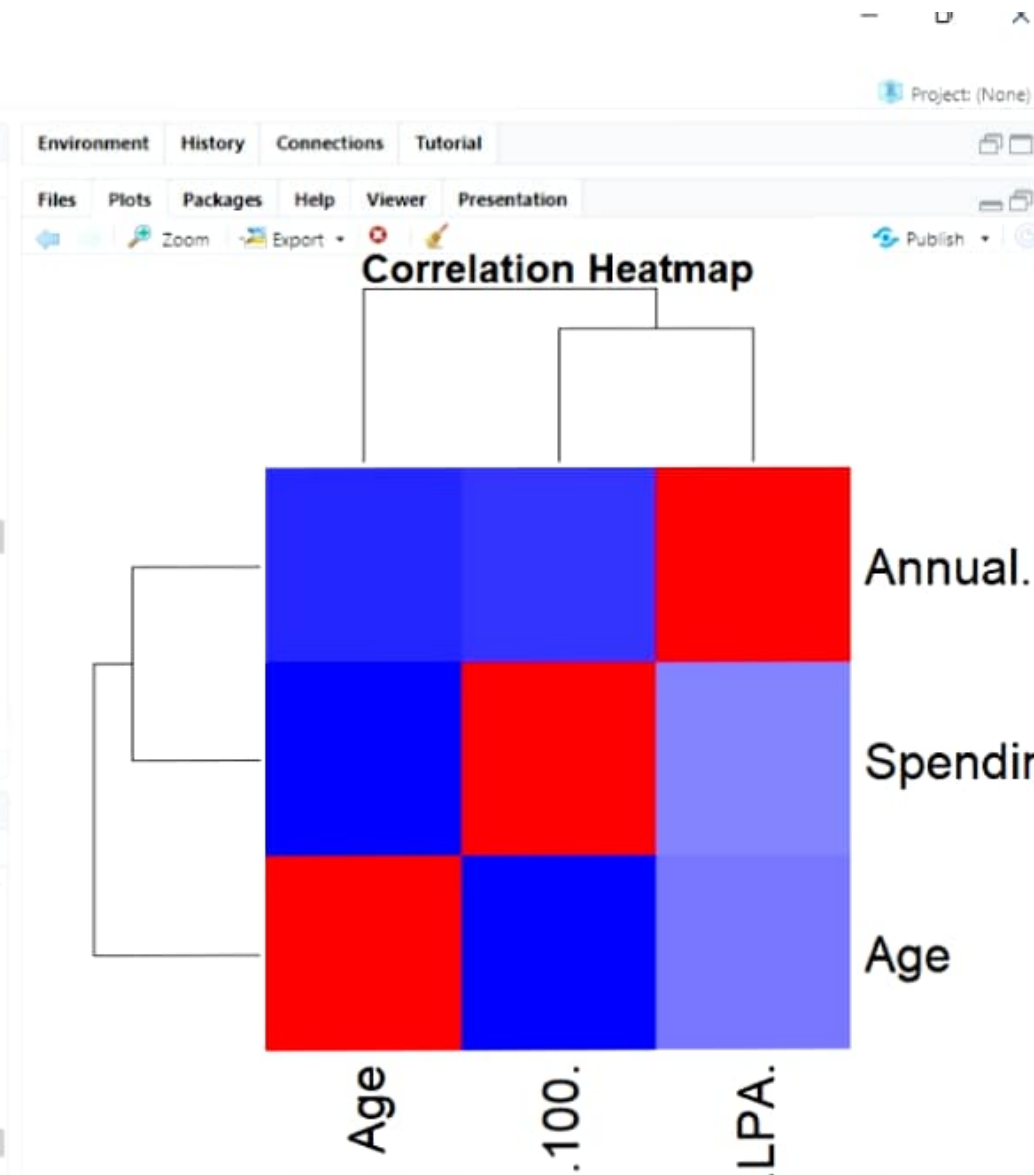 Project: (None)
Environment History Connections Tutorial
Files Plots Packages Help Viewer Presentation
Zoom Export Publish
Correlation Heatmap
Annual.
Spendin
Age
Age
.100.
LPA.